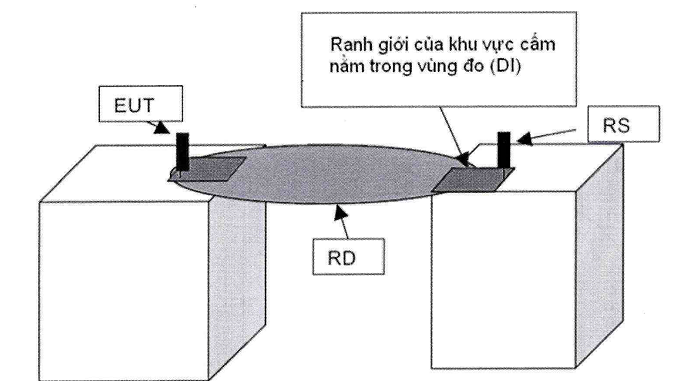 Ranh giới của khu vực cấm
nằm trong vùng đo (DI)
EUT
RS
RD